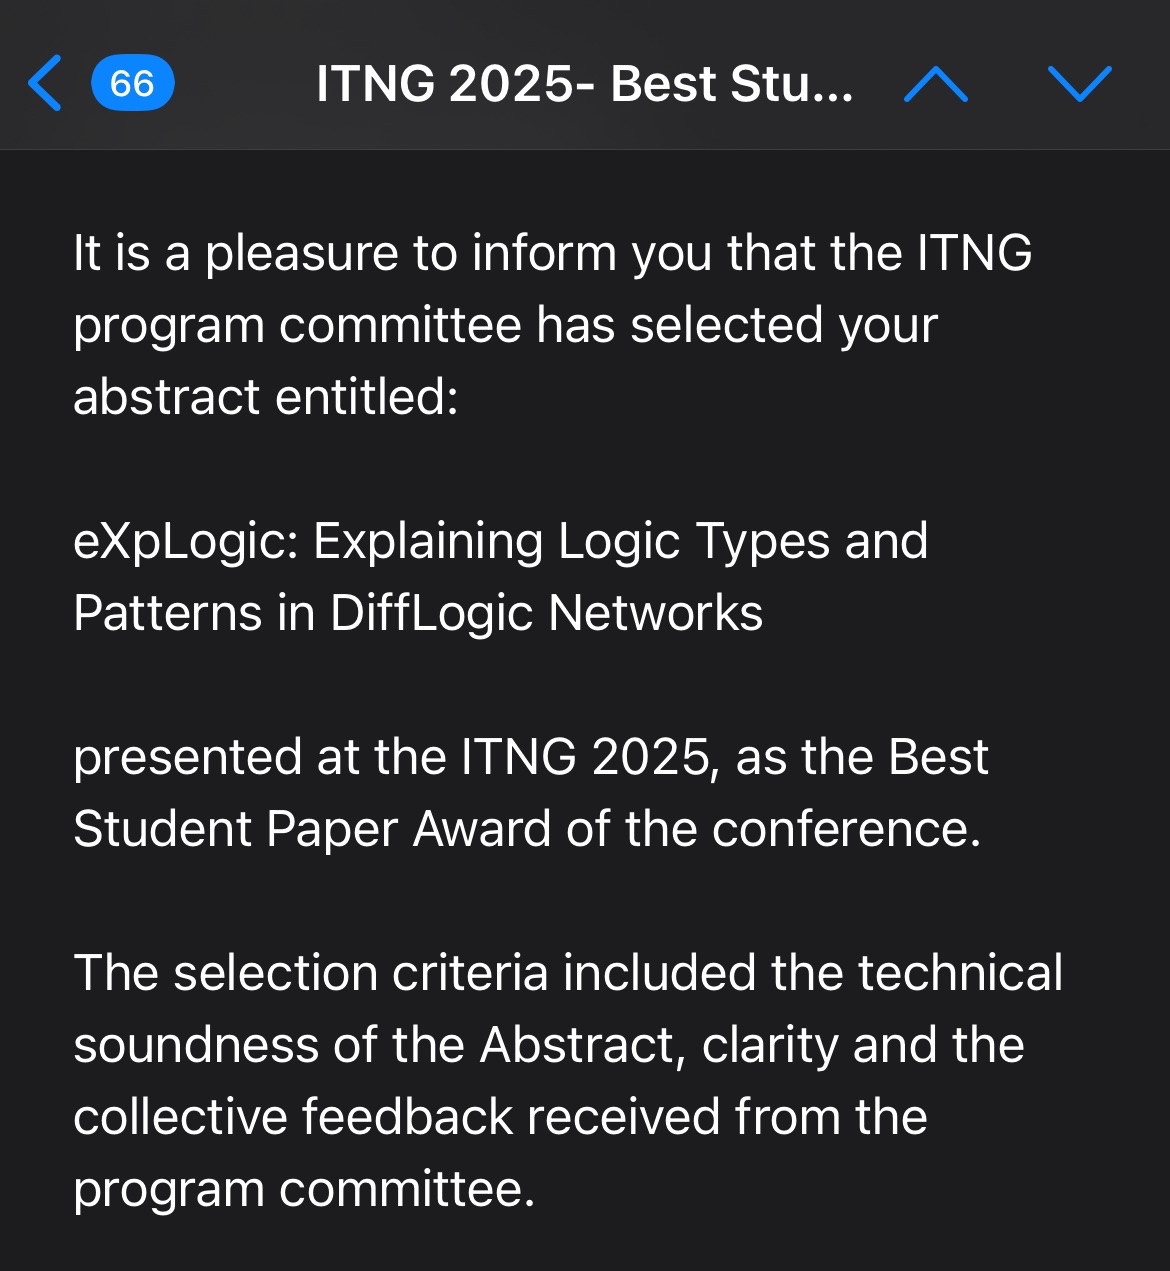 66
ITNG 2025- Best Stu...
It is a pleasure to inform you that the ITNG
program committee has selected your
abstract entitled:
eXpLogic: Explaining Logic Types and
Patterns in DiffLogic Networks
presented at the ITNG 2025, as the Best
Student Paper Award of the conference.
The selection criteria included the technical
soundness of the Abstract, clarity and the
collective feedback received from the
program committee.